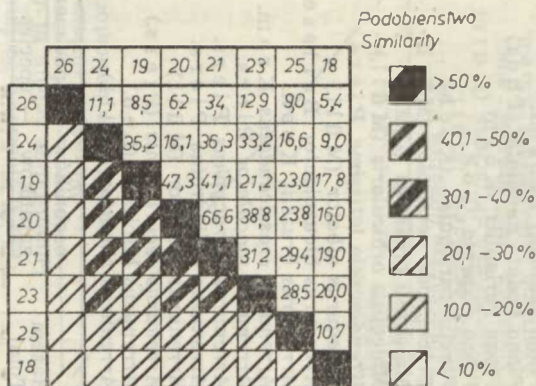 Podobieństwo
Similarity
26 24 19 20 21 23 25 18
26 11,1 8,5 6,2 3,4 12,9 9,0 5,4
24 35,2 16,1 36,3 33,2 16,6 9,0
19 47,3 41,1 21,2 23,0 17,8
20 66,6 38,8 23,8 16,0
21 31,2 29,4 19,0
23 28,5 20,0
25 10,7
18
>50%
40,1-50%
30,1-40%
20,1-30%
10,0-20%
<10%